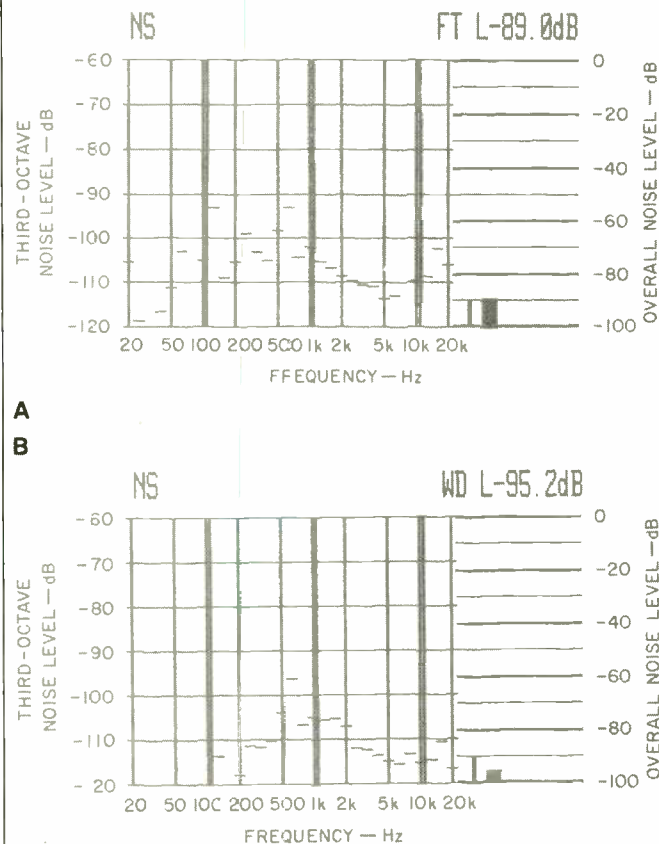 NS FT L-89.0dB
-60
-70
-80
-90
-100
-110
-120
THIRD-OCTAVE
NOISE LEVEL—dB
0
-20
-40
-60
-80
-100
OVERALL NOISE LEVEL—dB
20 50 100 200 500 1k 2k 5k 10k 20k
FFEQUENCY—Hz
A
B
NS WD L-95.2dB
-60
-70
-80
-90
-100
-110
-20
THIRD-OCTAVE
NOISE LEVEL—dB
0
-20
-40
-60
-80
-100
OVERALL NOISE LEVEL—dB
20 50 10C 200 500 1k 2k 5k 10k 20k
FREQUENCY—Hz